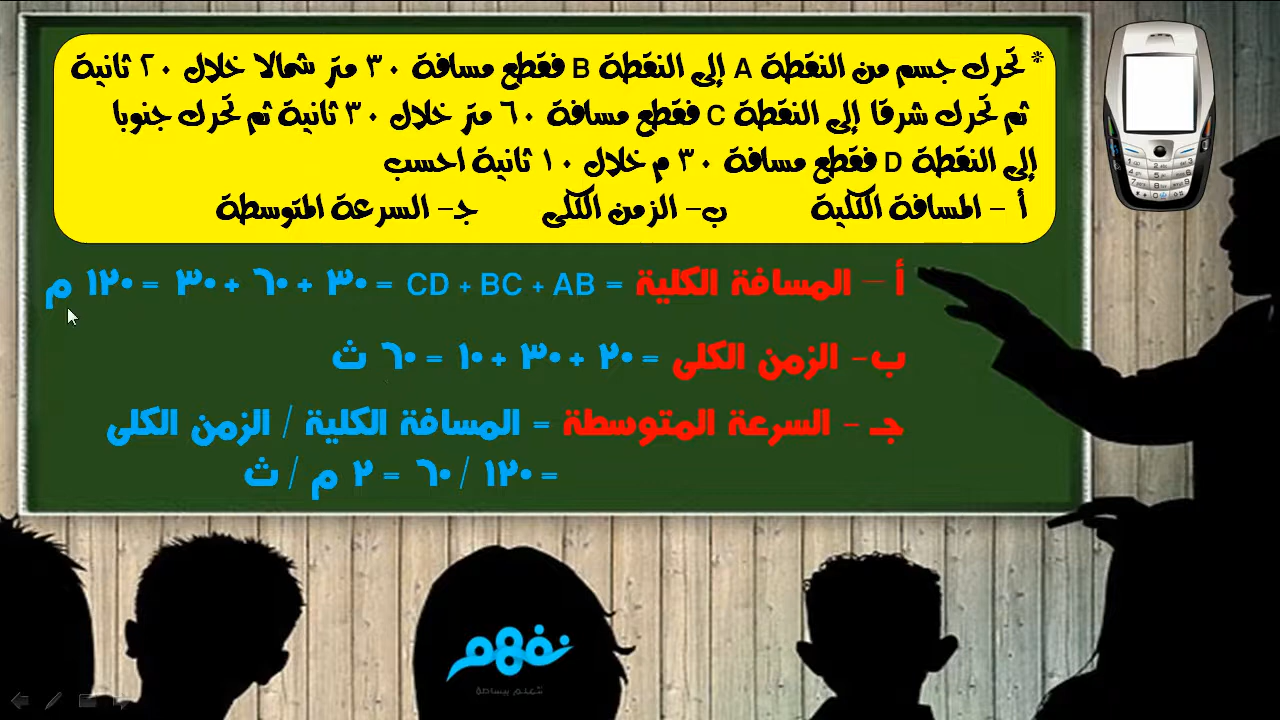 * تحرك جسم من النقطة A إلى النقطة B فقطع مسافة ٣٠ متر شمالا خلال ٢٠ ثانية
ثم تحرك شرقا إلى النقطة C فقطع مسافة ٦٠ متر خلال ٣٠ ثانية ثم تحرك جنوبا
إلى النقطة D فقطع مسافة ٣٠ م خلال ١٠ ثانية احسب
أ - المسافة الكلية ب- الزمن الكلى جـ- السرعة المتوسطة
أ – المسافة الكلية = CD + BC + AB = ٣٠ + ٦٠ + ٣٠ = ١٢٠ م
ب- الزمن الكلى = ٢٠ + ٣٠ + ١٠ = ٦٠ ث
جـ - السرعة المتوسطة = المسافة الكلية / الزمن الكلى
= ١٢٠ / ٦٠ = ٢ م / ث
نفهم
تتعلم ببساطة